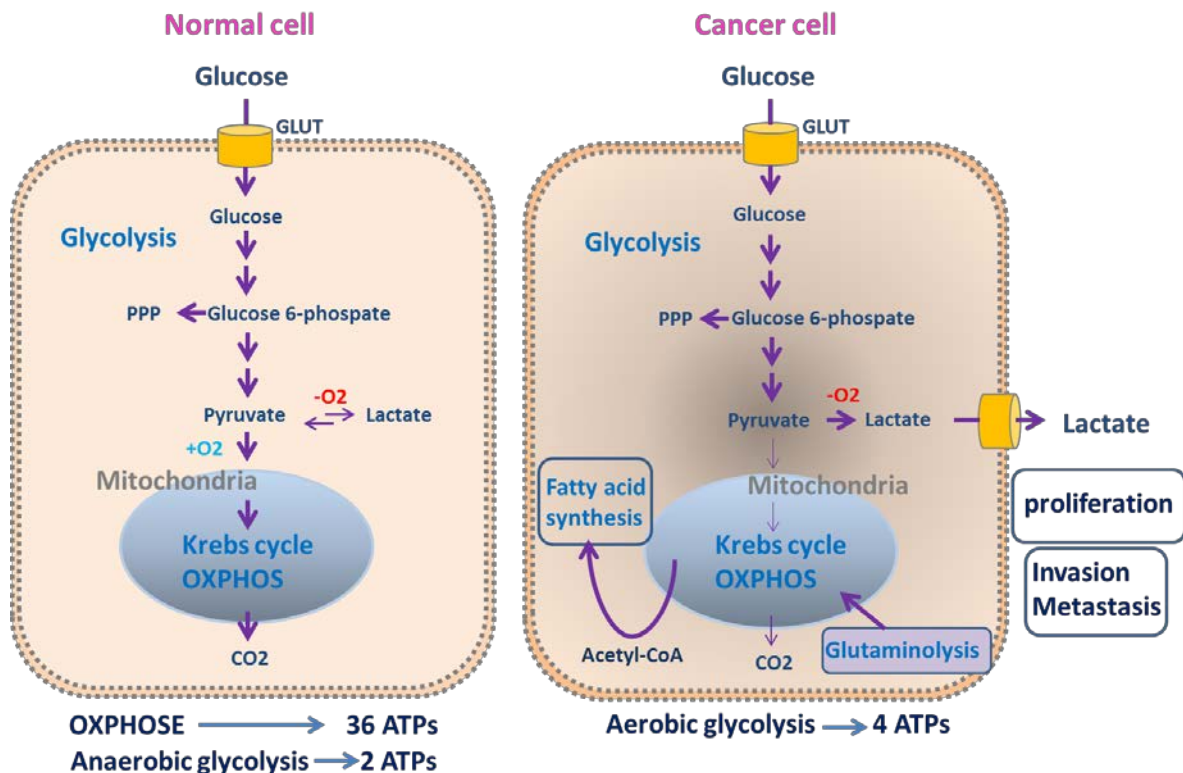 Normal cell
Glucose
GLUT
Glucose
Glycolysis
PPP
Glucose 6-phospate
-O2
Pyruvate
Lactate
+O2
Mitochondria
Krebs cycle
OXPHOS
CO2
OXPHOSE
36 ATPs
Anaerobic glycolysis
2 ATPs
Cancer cell
Glucose
GLUT
Glucose
Glycolysis
PPP
Glucose 6-phospate
-O2
Pyruvate
Lactate
Lactate
Mitochondria
Fatty acid
synthesis
Krebs cycle
OXPHOS
proliferation
Invasion
Metastasis
Acetyl-CoA
CO2
Glutaminolysis
Aerobic glycolysis
4 ATPs